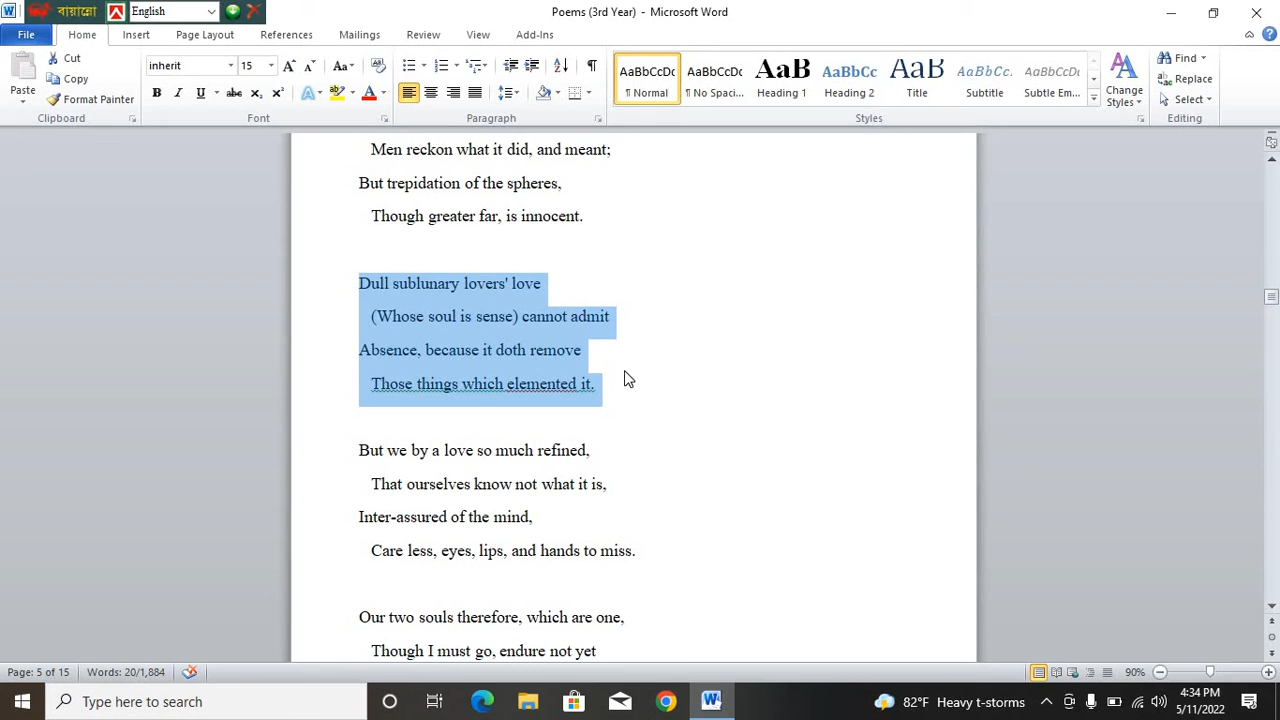 বায়ান্নো English
Poems (3rd Year) - Microsoft Word
File Home Insert Page Layout References Mailings Review View Add-Ins
Paste
Cut
Copy
Format Painter
Clipboard
inherit 15
Aa
B I U abc X₂ X² A A
Font
Paragraph
AaBbCcDc AaBbCcDc AaB AaBbCc AaB AaBbCc. AaBbCcDc
¶ Normal ¶ No Spaci... Heading 1 Heading 2 Title Subtitle Subtle Em...
Change Styles
Styles
Find
Replace
Select
Editing
Men reckon what it did, and meant;
But trepidation of the spheres,
Though greater far, is innocent.
Dull sublunary lovers' love
(Whose soul is sense) cannot admit
Absence, because it doth remove
Those things which elemented it.
But we by a love so much refined,
That ourselves know not what it is,
Inter-assured of the mind,
Care less, eyes, lips, and hands to miss.
Our two souls therefore, which are one,
Though I must go, endure not yet
Page: 5 of 15 Words: 20/1,884 90%
Type here to search
82°F Heavy t-storms
4:34 PM
5/11/2022